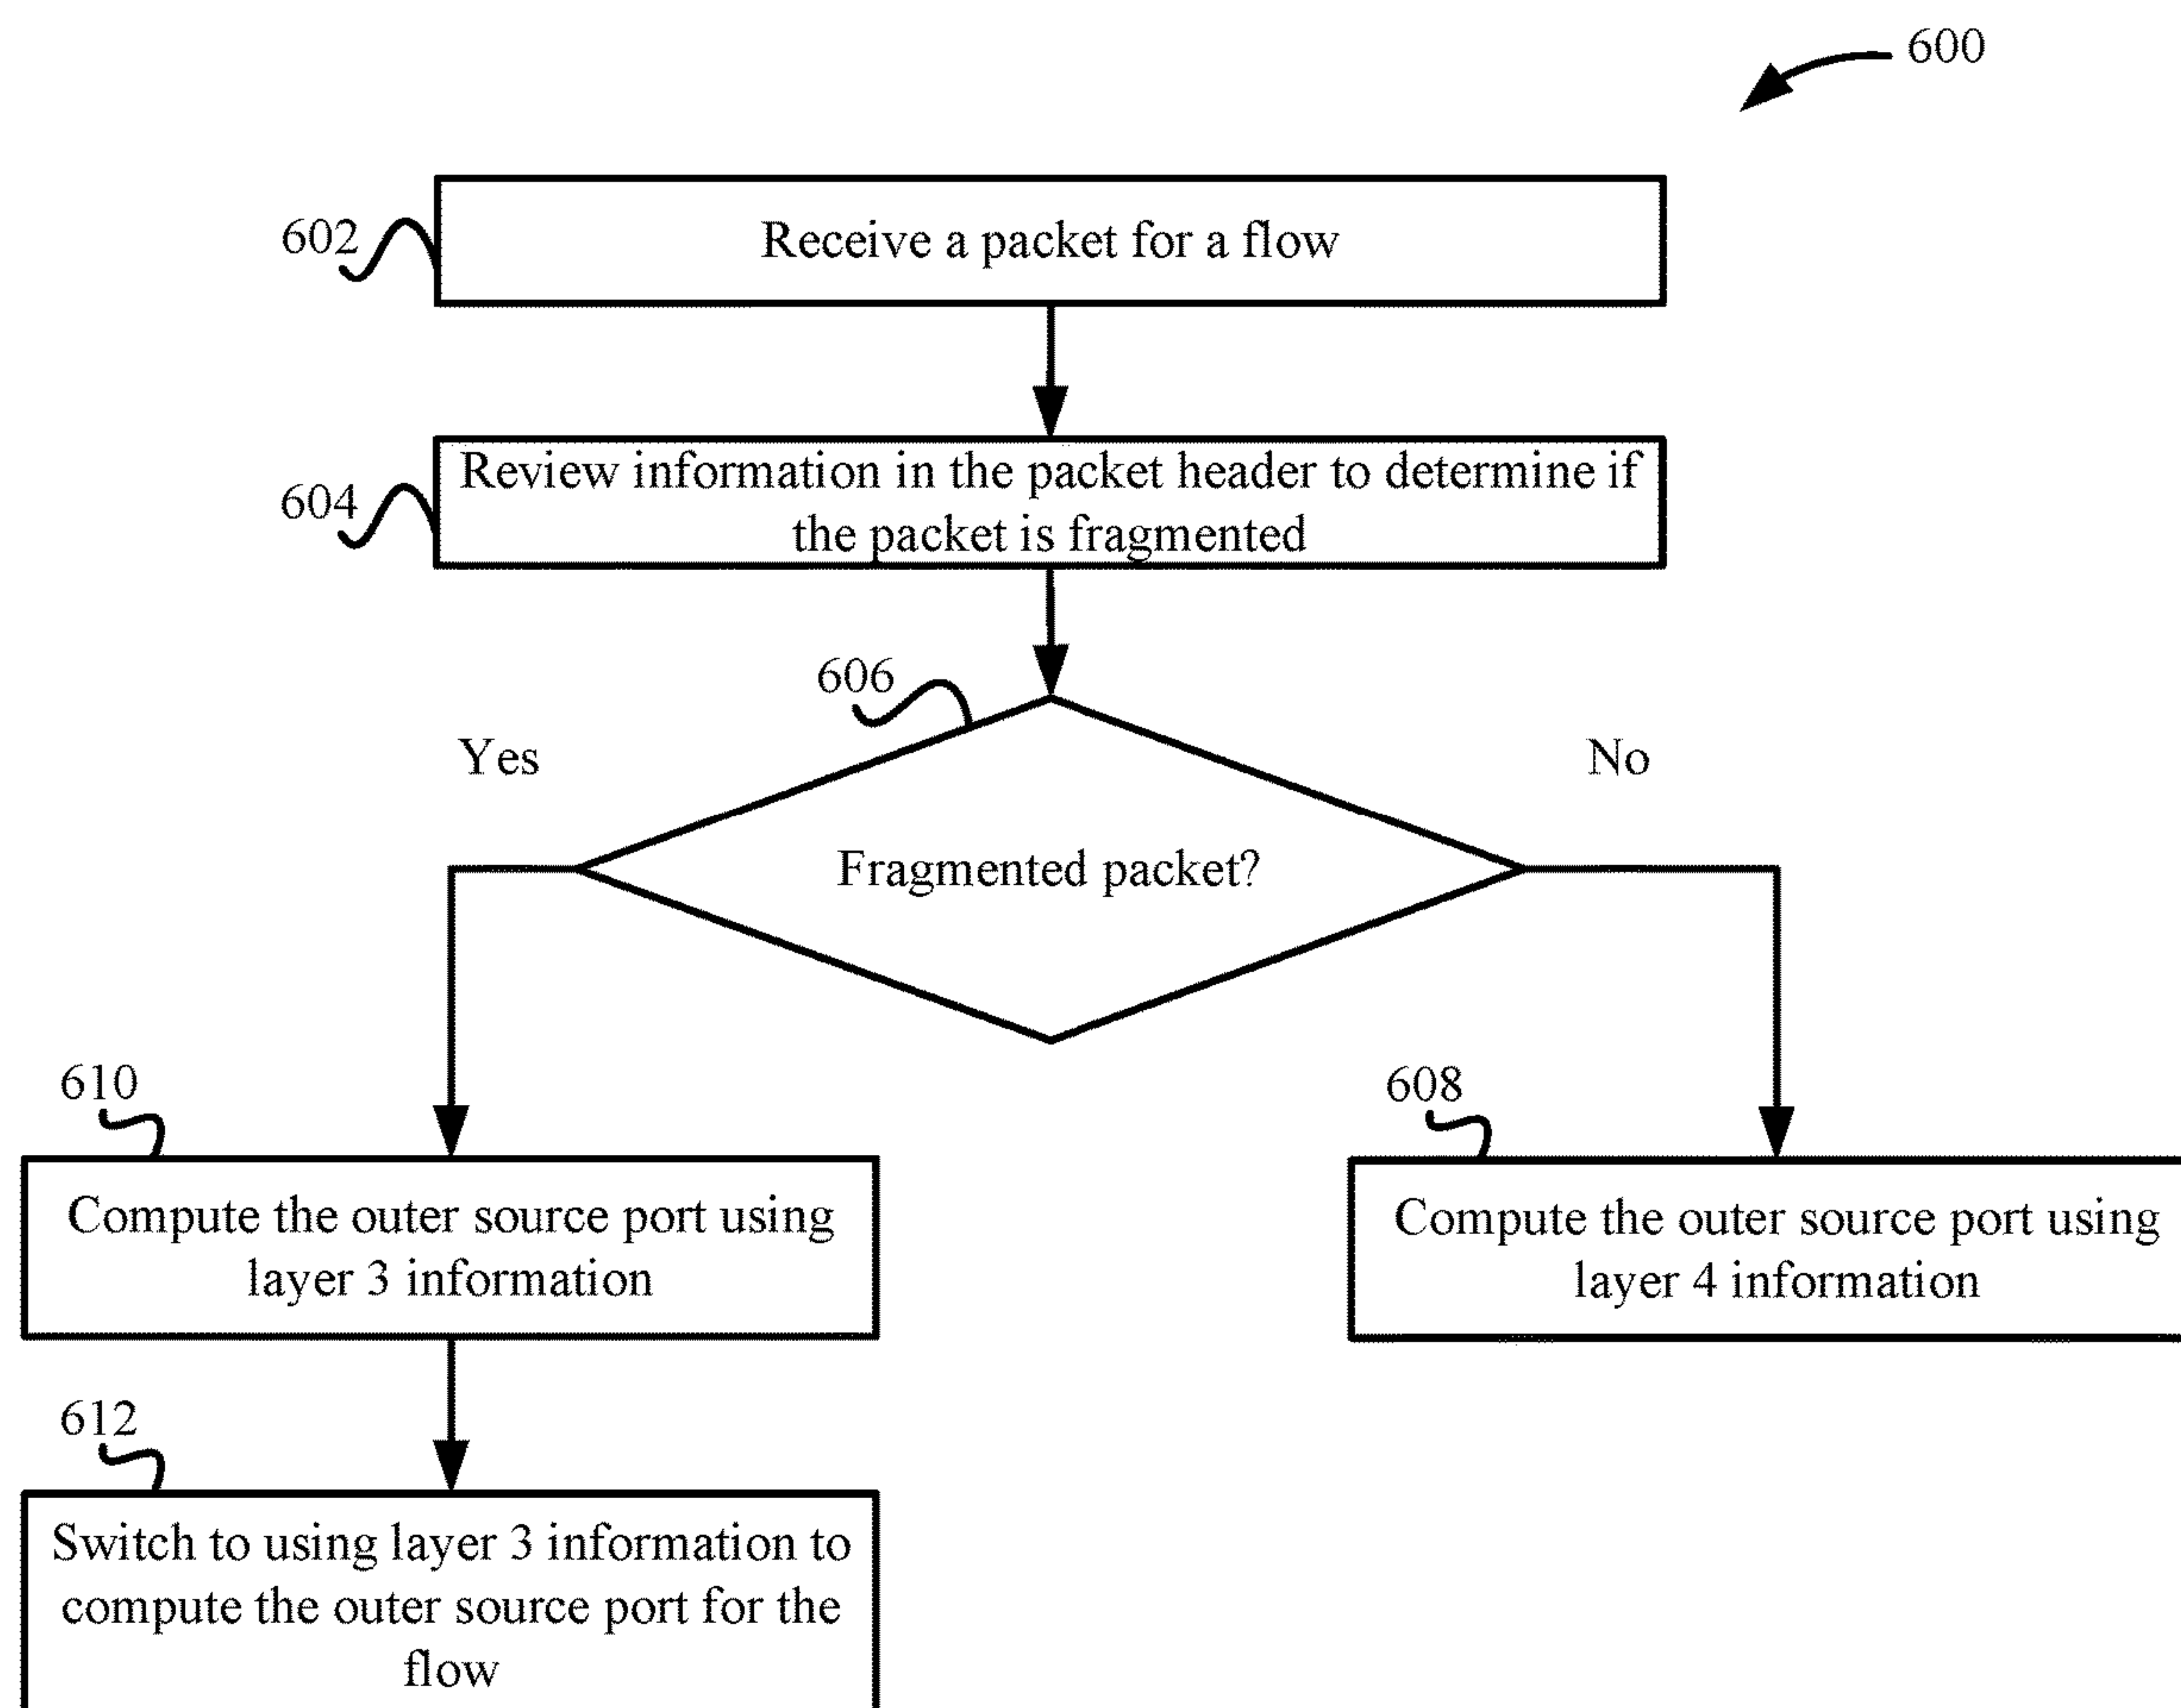 600
602
Receive a packet for a flow
604
Review information in the packet header to determine if
the packet is fragmented
606
Yes
No
Fragmented packet?
610
Compute the outer source port using
layer 3 information
608
Compute the outer source port using
layer 4 information
612
Switch to using layer 3 information to
compute the outer source port for the
flow